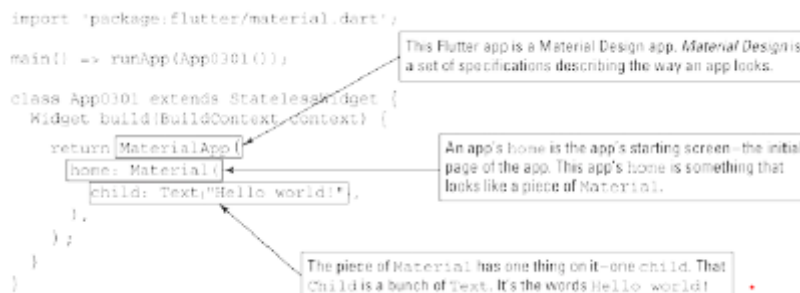 import 'package:flutter/material.dart';
main() => runApp(App0301());
class App0301 extends StatelessWidget {
Widget build(BuildContext context) {
return MaterialApp(
home: Material(
child: Text("Hello world!"),
),
);
}
}
This Flutter app is a Material Design app. Material Design is
a set of specifications describing the way an app looks.
An app's home is the app's starting screen—the initial
page of the app. This app's home is something that
looks like a piece of Material.
The piece of Material has one thing on it—one child. That
Child is a bunch of Text. It's the words Hello world!